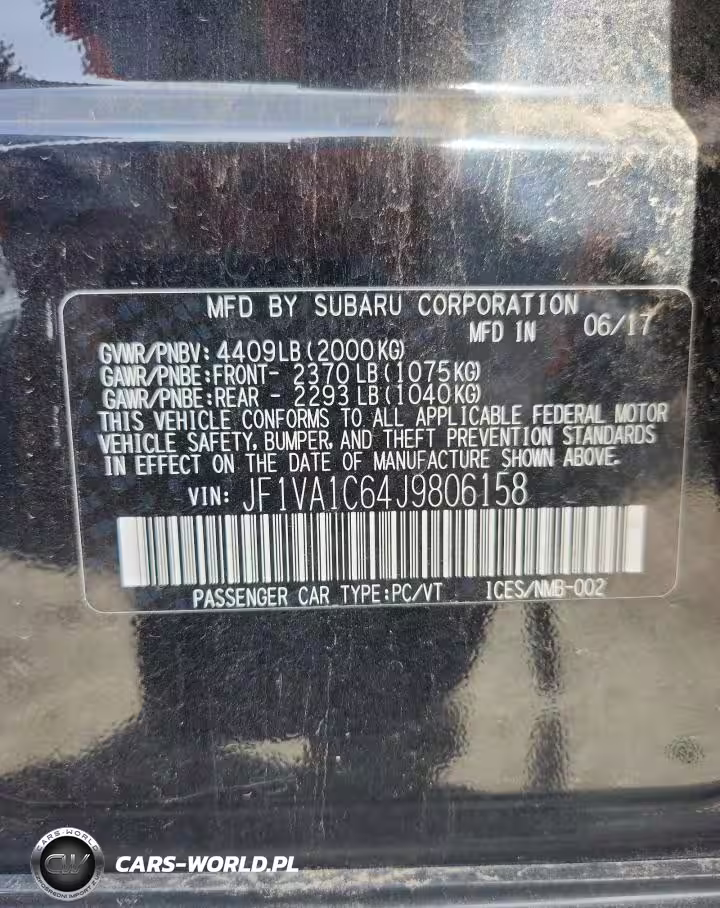 MFD BY SUBARU CORPORATION
MFD IN 06/17
GVWR/PNBV: 4409LB(2000KG)
GAWR/PNBE:FRONT- 2370LB(1075KG)
GAWR/PNBE:REAR - 2293LB(1040KG)
THIS VEHICLE CONFORMS TO ALL APPLICABLE FEDERAL MOTOR
VEHICLE SAFETY, BUMPER, AND THEFT PREVENTION STANDARDS
IN EFFECT ON THE DATE OF MANUFACTURE SHOWN ABOVE.
VIN: JF1VA1C64J9806158
PASSENGER CAR TYPE:PC/VT ICES/NMB-002
CARS-WORLD
CW
CARS-WORLD.PL